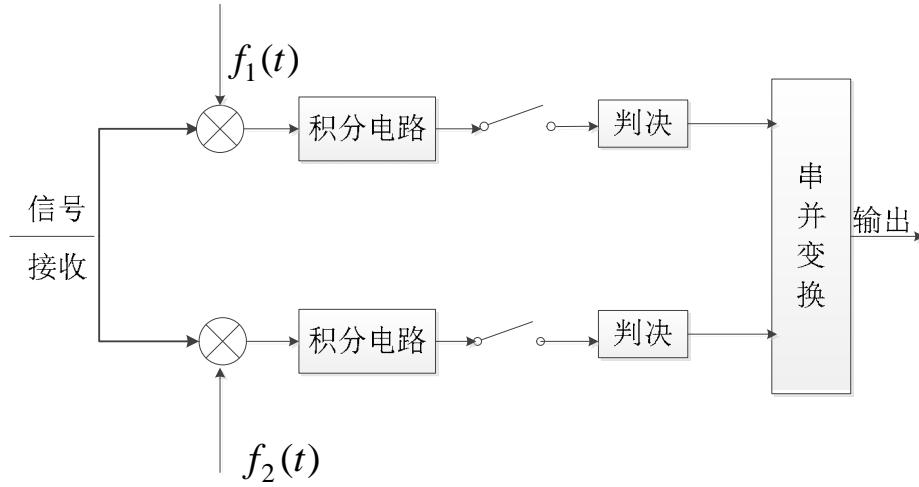 f₁(t)
积分电路
判决
信号
接收
串并变换
输出
积分电路
判决
f₂(t)